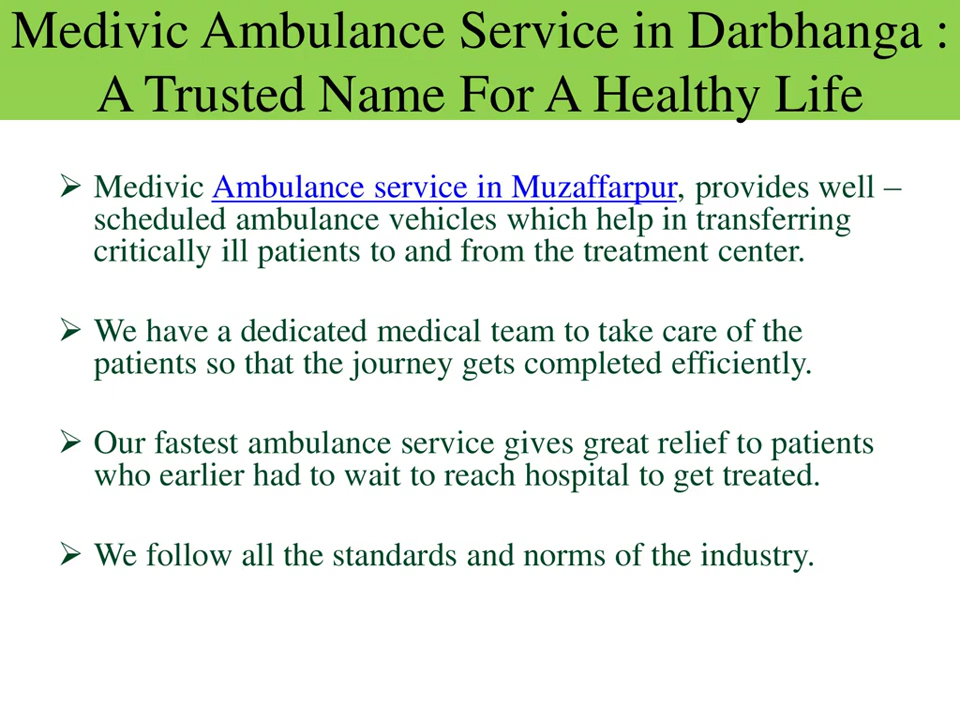 Medivic Ambulance Service in Darbhanga :
A Trusted Name For A Healthy Life
➢ Medivic Ambulance service in Muzaffarpur, provides well –
scheduled ambulance vehicles which help in transferring
critically ill patients to and from the treatment center.
➢ We have a dedicated medical team to take care of the
patients so that the journey gets completed efficiently.
➢ Our fastest ambulance service gives great relief to patients
who earlier had to wait to reach hospital to get treated.
➢ We follow all the standards and norms of the industry.